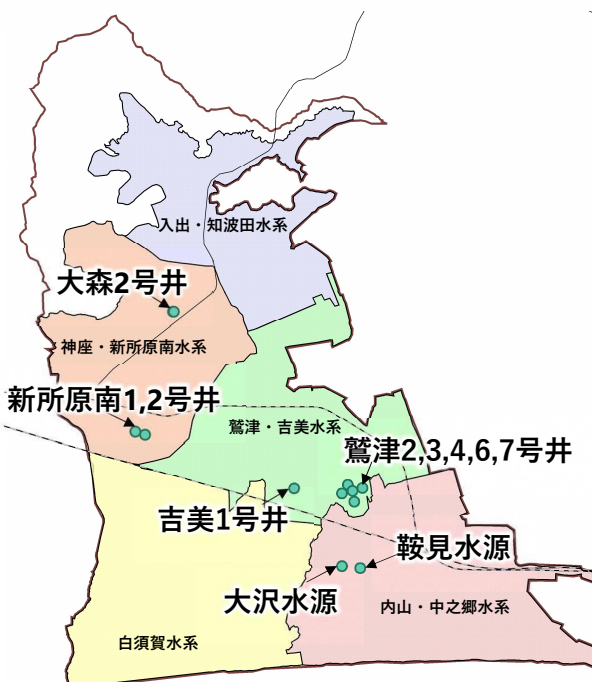 入出・知波田水系
大森2号井
神座・新所原南水系
新所原南1,2号井
鷲津・吉美水系
鷲津2,3,4,6,7号井
吉美1号井
鞍見水源
大沢水源
内山・中之郷水系
白須賀水系